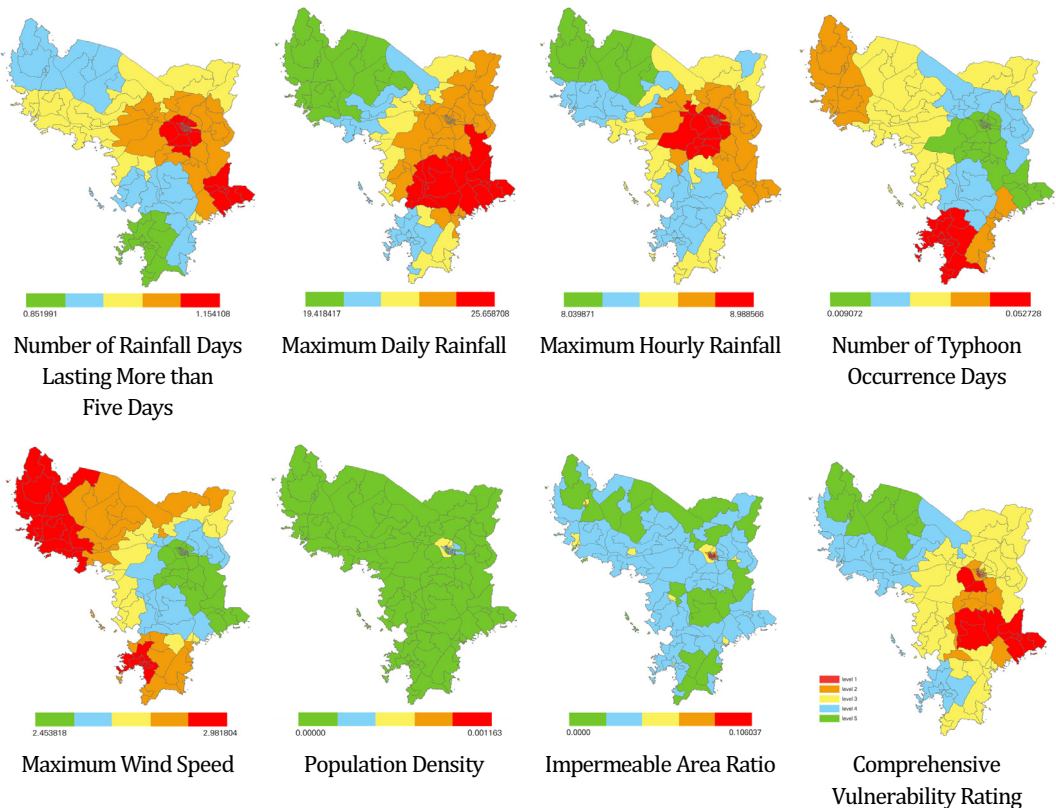 0.851991 1.154108
19.418417 25.658708
8.039871 8.988566
0.009072 0.052728
Number of Rainfall Days
Lasting More than
Five Days
Maximum Daily Rainfall
Maximum Hourly Rainfall
Number of Typhoon
Occurrence Days
2.453818 2.981804
0.00000 0.001163
0.0000 0.106037
level 1
level 2
level 3
level 4
level 5
Maximum Wind Speed
Population Density
Impermeable Area Ratio
Comprehensive
Vulnerability Rating